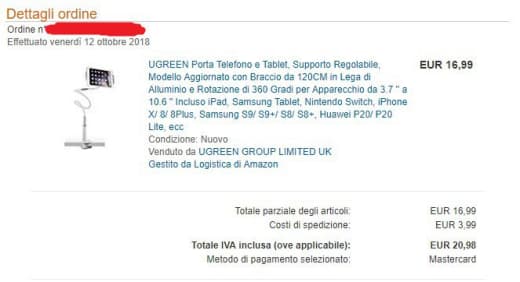 Dettagli ordine
Ordine n°
Effettuato venerdì 12 ottobre 2018
UGREEN Porta Telefono e Tablet, Supporto Regolabile, EUR 16,99
Modello Aggiornato con Braccio da 120CM in Lega di
Alluminio e Rotazione di 360 Gradi per Apparecchio da 3.7 " a
10.6 " Incluso iPad, Samsung Tablet, Nintendo Switch, iPhone
X/ 8/ 8Plus, Samsung S9/ S9+/ S8/ S8+, Huawei P20/ P20
Lite, ecc
Condizione: Nuovo
Venduto da UGREEN GROUP LIMITED UK
Gestito da Logistica di Amazon
Totale parziale degli articoli: EUR 16,99
Costi di spedizione: EUR 3,99
Totale IVA inclusa (ove applicabile): EUR 20,98
Metodo di pagamento selezionato: Mastercard